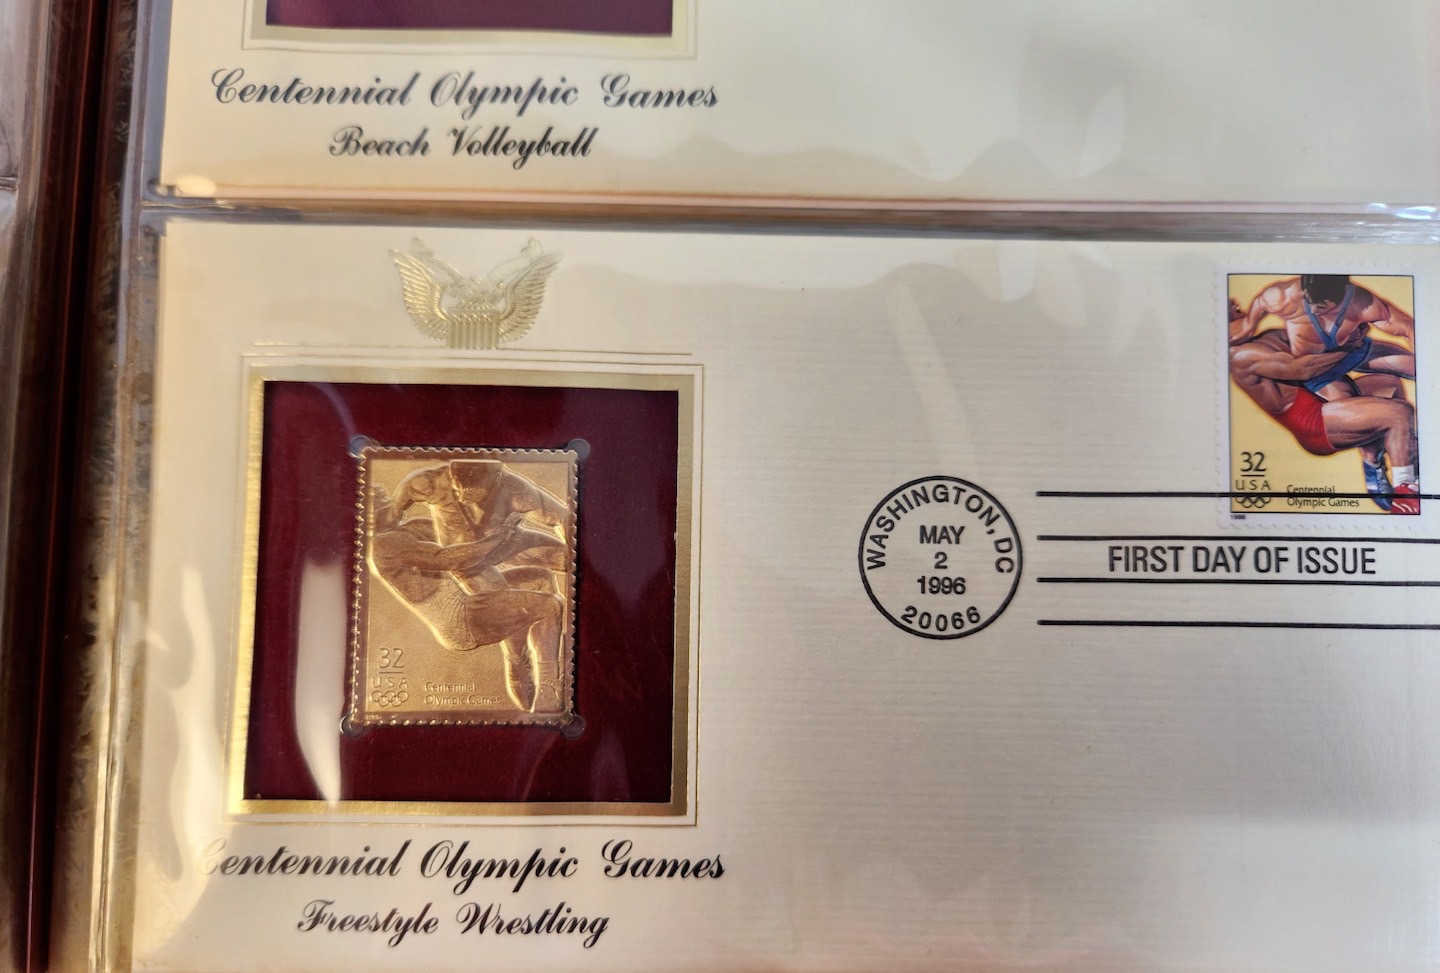 Centennial Olympic Games
Beach Volleyball
32
USA
Centennial
Olympic Games
1996
WASHINGTON, DC
MAY
2
1996
20066
FIRST DAY OF ISSUE
32
USA
Centennial
Olympic Games
Centennial Olympic Games
Freestyle Wrestling